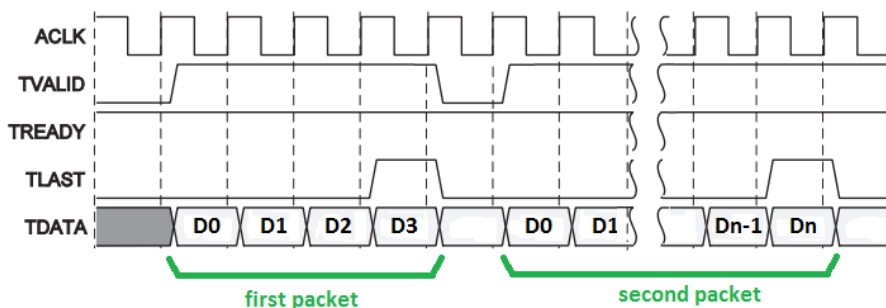 ACLK
TVALID
TREADY
TLAST
TDATA D0 D1 D2 D3 D0 D1 Dn-1 Dn
first packet second packet